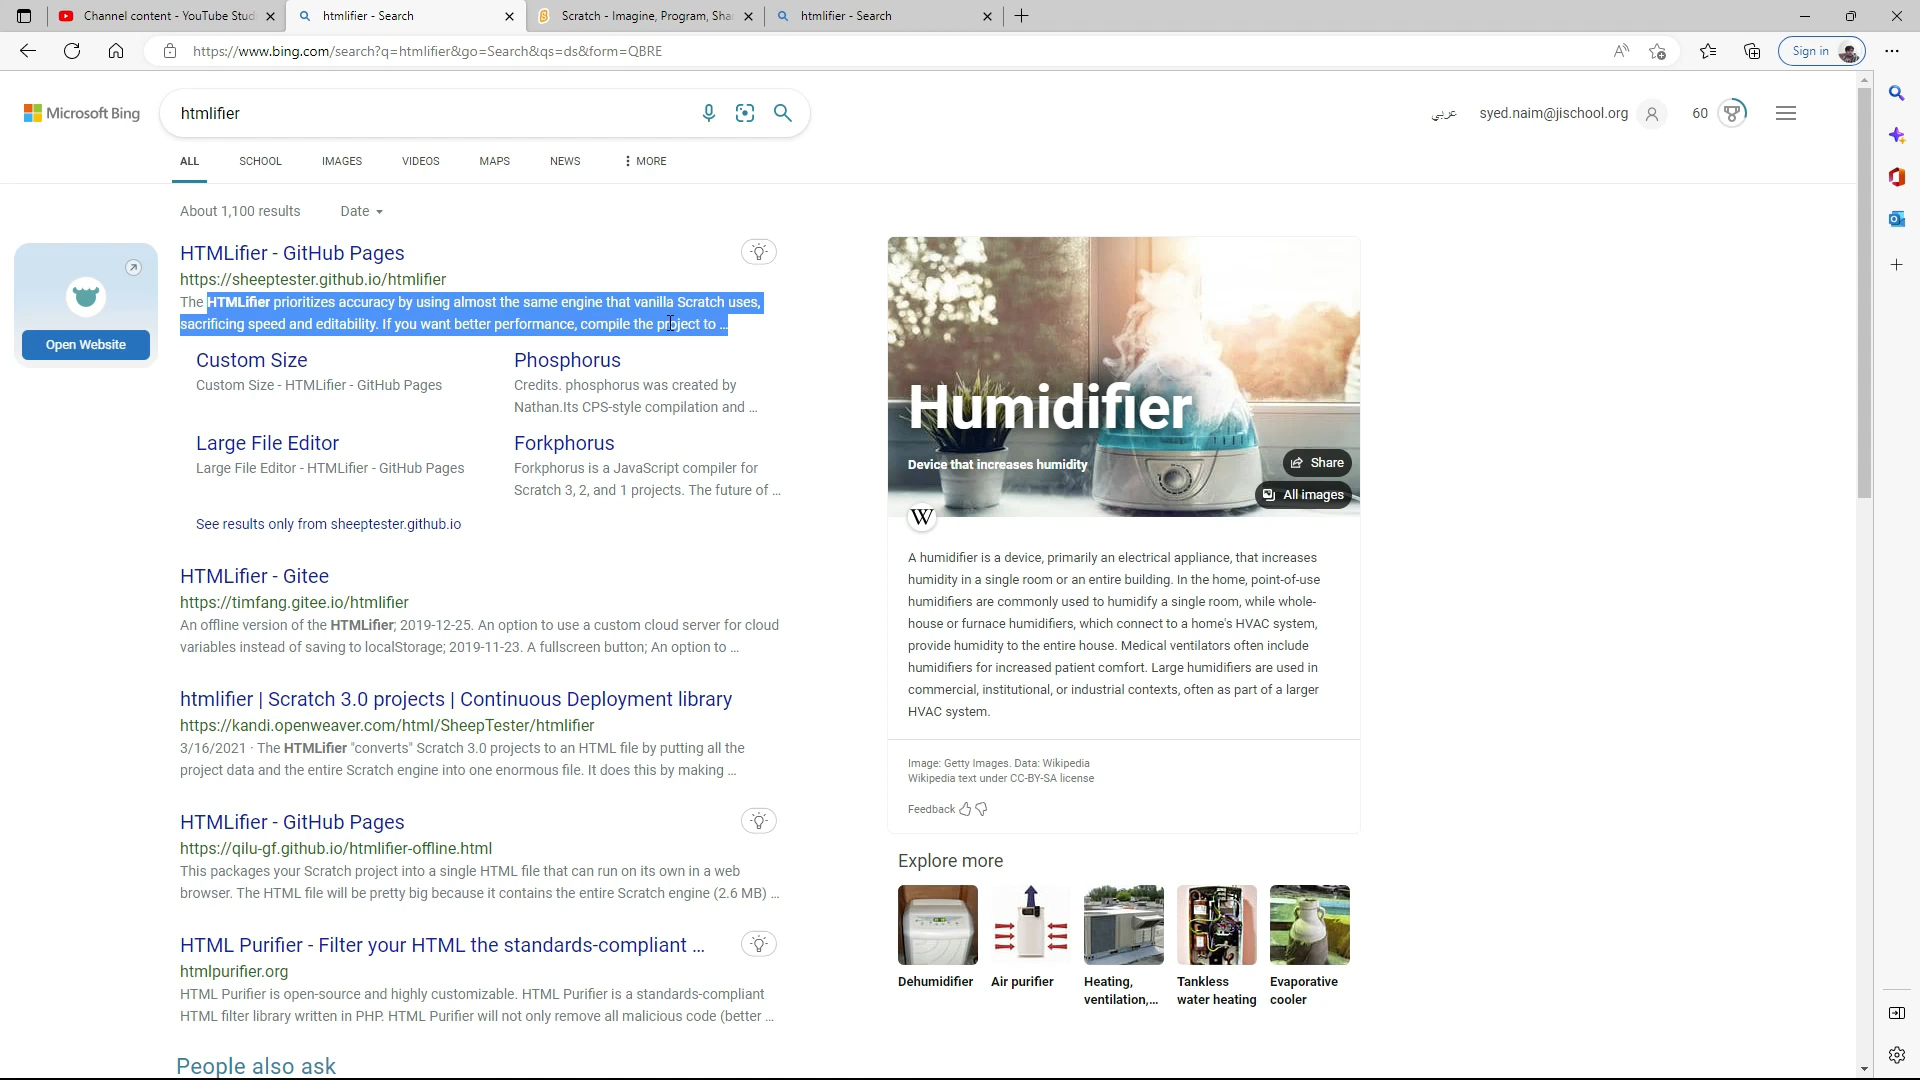 Channel content - YouTube Stud
htmlifier - Search
Scratch - Imagine, Program, Sha
htmlifier - Search
https://www.bing.com/search?q=htmlifier&go=Search&qs=ds&form=QBRE
Sign in
Microsoft Bing
htmlifier
عربي
syed.naim@jischool.org
60
ALL
SCHOOL
IMAGES
VIDEOS
MAPS
NEWS
MORE
About 1,100 results
Date
Open Website
HTMLifier - GitHub Pages
https://sheeptester.github.io/htmlifier
The HTMLifier prioritizes accuracy by using almost the same engine that vanilla Scratch uses,
sacrificing speed and editability. If you want better performance, compile the project to ...
Custom Size
Custom Size - HTMLifier - GitHub Pages
Phosphorus
Credits. phosphorus was created by
Nathan.Its CPS-style compilation and ...
Large File Editor
Large File Editor - HTMLifier - GitHub Pages
Forkphorus
Forkphorus is a JavaScript compiler for
Scratch 3, 2, and 1 projects. The future of ...
See results only from sheeptester.github.io
HTMLifier - Gitee
https://timfang.gitee.io/htmlifier
An offline version of the HTMLifier; 2019-12-25. An option to use a custom cloud server for cloud
variables instead of saving to localStorage; 2019-11-23. A fullscreen button; An option to ...
htmlifier | Scratch 3.0 projects | Continuous Deployment library
https://kandi.openweaver.com/html/SheepTester/htmlifier
3/16/2021 · The HTMLifier "converts" Scratch 3.0 projects to an HTML file by putting all the
project data and the entire Scratch engine into one enormous file. It does this by making ...
HTMLifier - GitHub Pages
https://qilu-gf.github.io/htmlifier-offline.html
This packages your Scratch project into a single HTML file that can run on its own in a web
browser. The HTML file will be pretty big because it contains the entire Scratch engine (2.6 MB) ...
HTML Purifier - Filter your HTML the standards-compliant ...
htmlpurifier.org
HTML Purifier is open-source and highly customizable. HTML Purifier is a standards-compliant
HTML filter library written in PHP. HTML Purifier will not only remove all malicious code (better ...
People also ask
Humidifier
Device that increases humidity
Share
All images
W
A humidifier is a device, primarily an electrical appliance, that increases
humidity in a single room or an entire building. In the home, point-of-use
humidifiers are commonly used to humidify a single room, while whole-
house or furnace humidifiers, which connect to a home's HVAC system,
provide humidity to the entire house. Medical ventilators often include
humidifiers for increased patient comfort. Large humidifiers are used in
commercial, institutional, or industrial contexts, often as part of a larger
HVAC system.
Image: Getty Images. Data: Wikipedia
Wikipedia text under CC-BY-SA license
Feedback
Explore more
Dehumidifier
Air purifier
Heating,
ventilation,...
Tankless
water heating
Evaporative
cooler